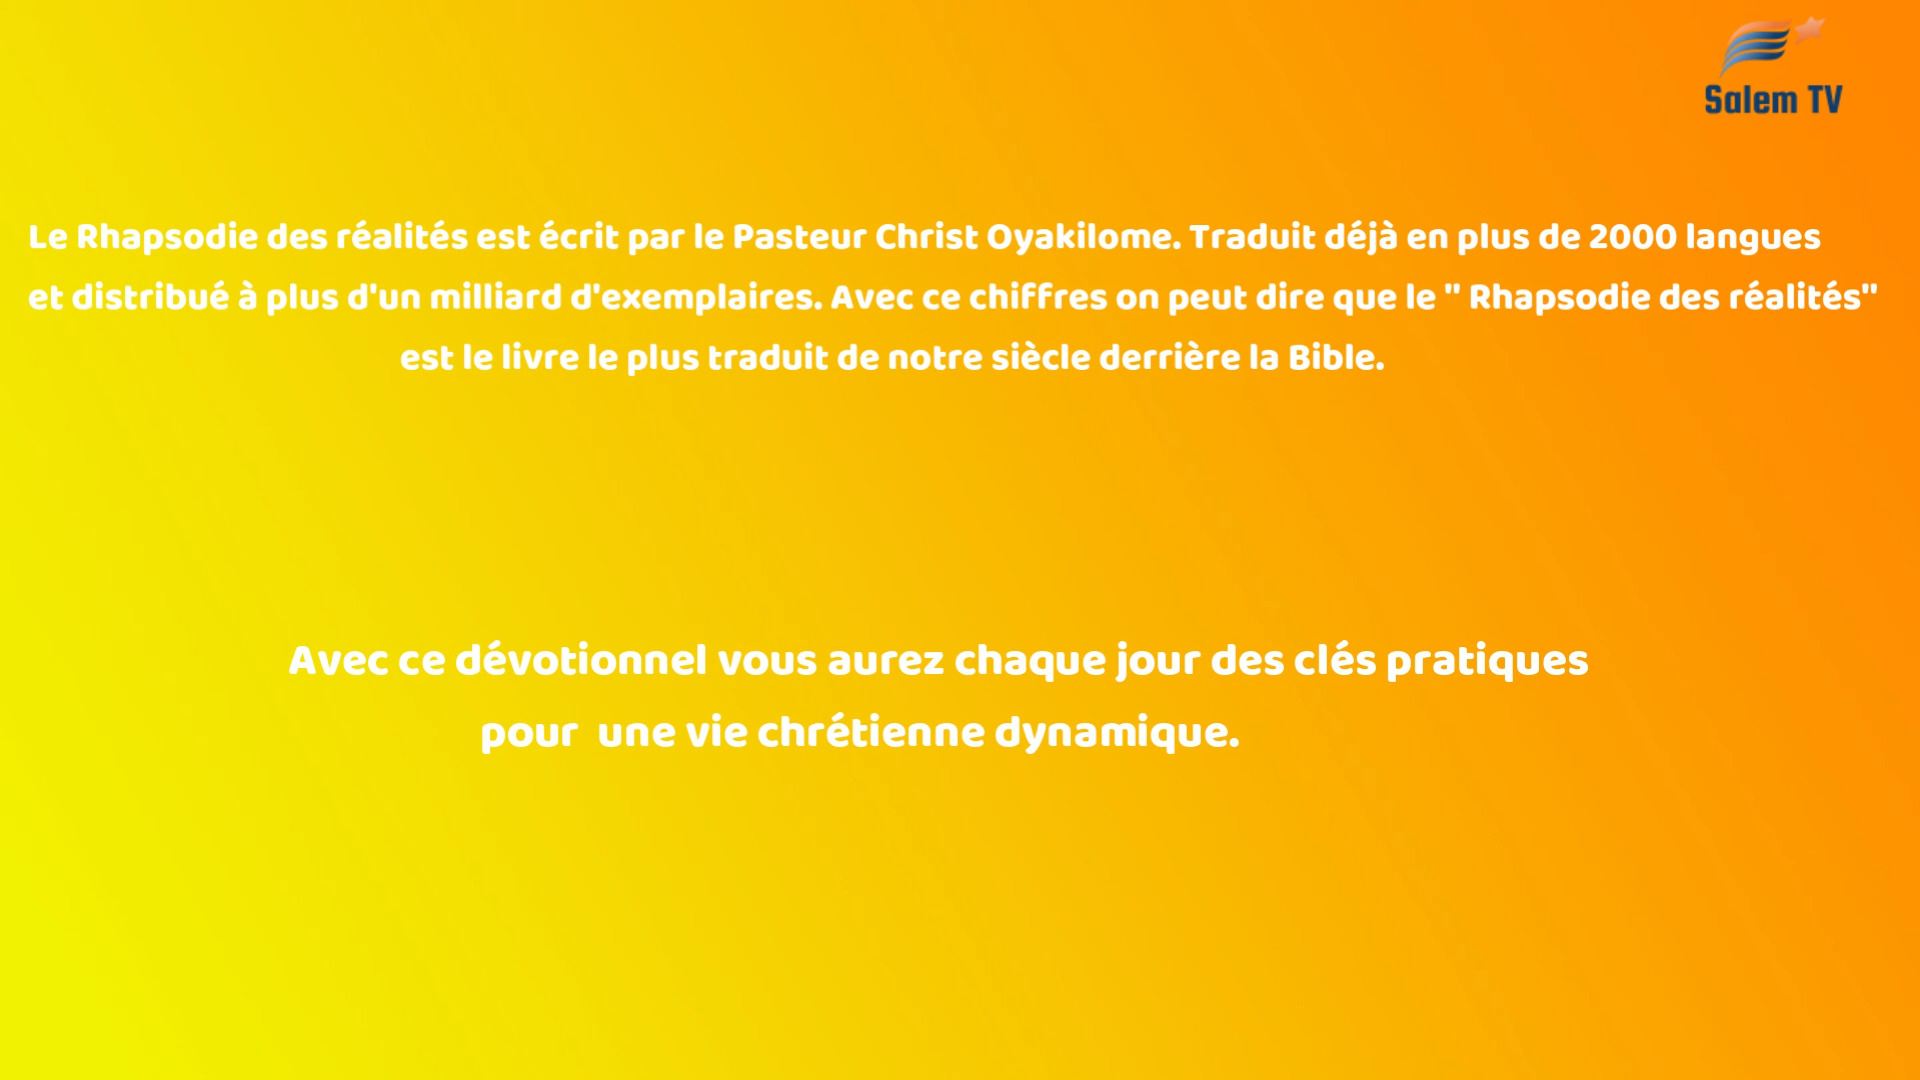 Salem TV
Le Rhapsodie des réalités est écrit par le Pasteur Christ Oyakilome. Traduit déjà en plus de 2000 langues
et distribué à plus d'un milliard d'exemplaires. Avec ce chiffres on peut dire que le " Rhapsodie des réalités"
est le livre le plus traduit de notre siècle derrière la Bible.
Avec ce dévotionnel vous aurez chaque jour des clés pratiques
pour  une vie chrétienne dynamique.